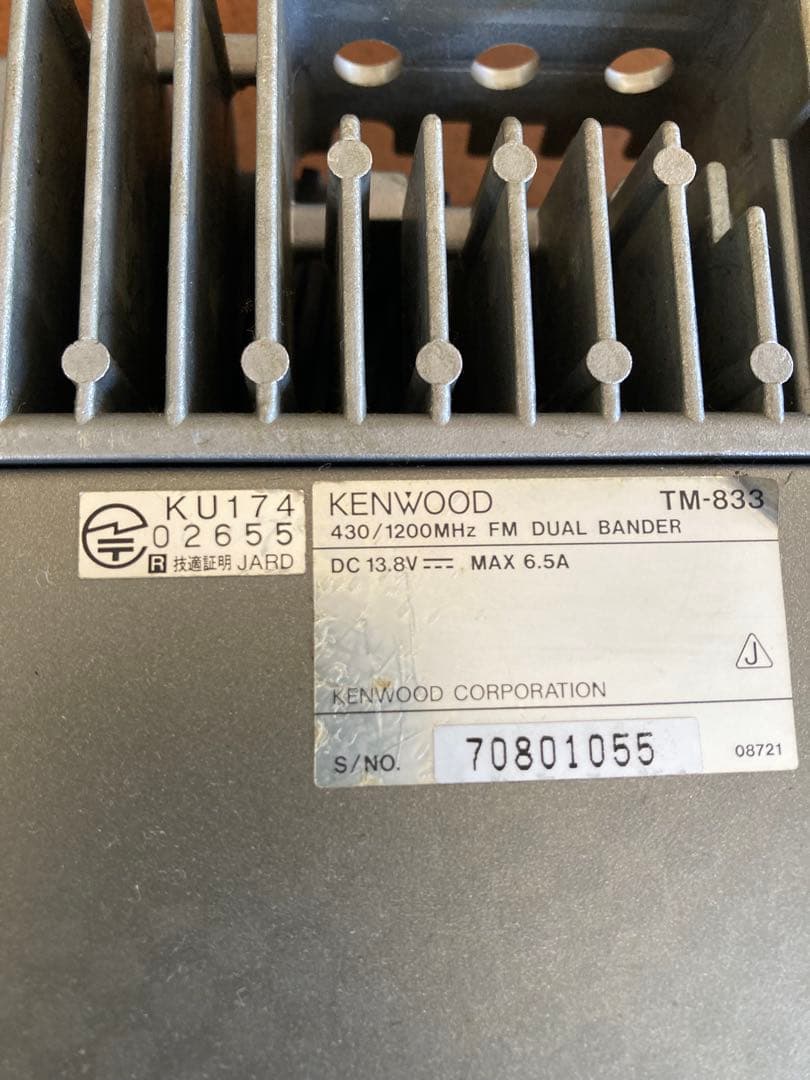 KU174
02655
R 技適証明 JARD
KENWOOD TM-833
430/1200MHz FM DUAL BANDER
DC 13.8V MAX 6.5A
J
KENWOOD CORPORATION
S/NO. 70801055 08721